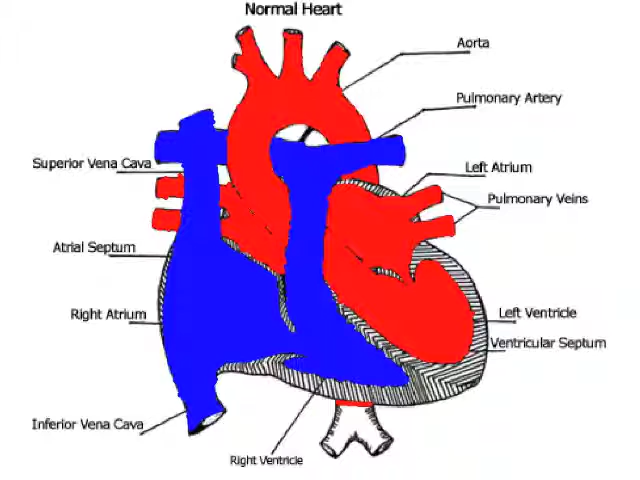 Normal Heart
Aorta
Pulmonary Artery
Superior Vena Cava
Left Atrium
Pulmonary Veins
Atrial Septum
Right Atrium
Left Ventricle
Ventricular Septum
Inferior Vena Cava
Right Ventricle